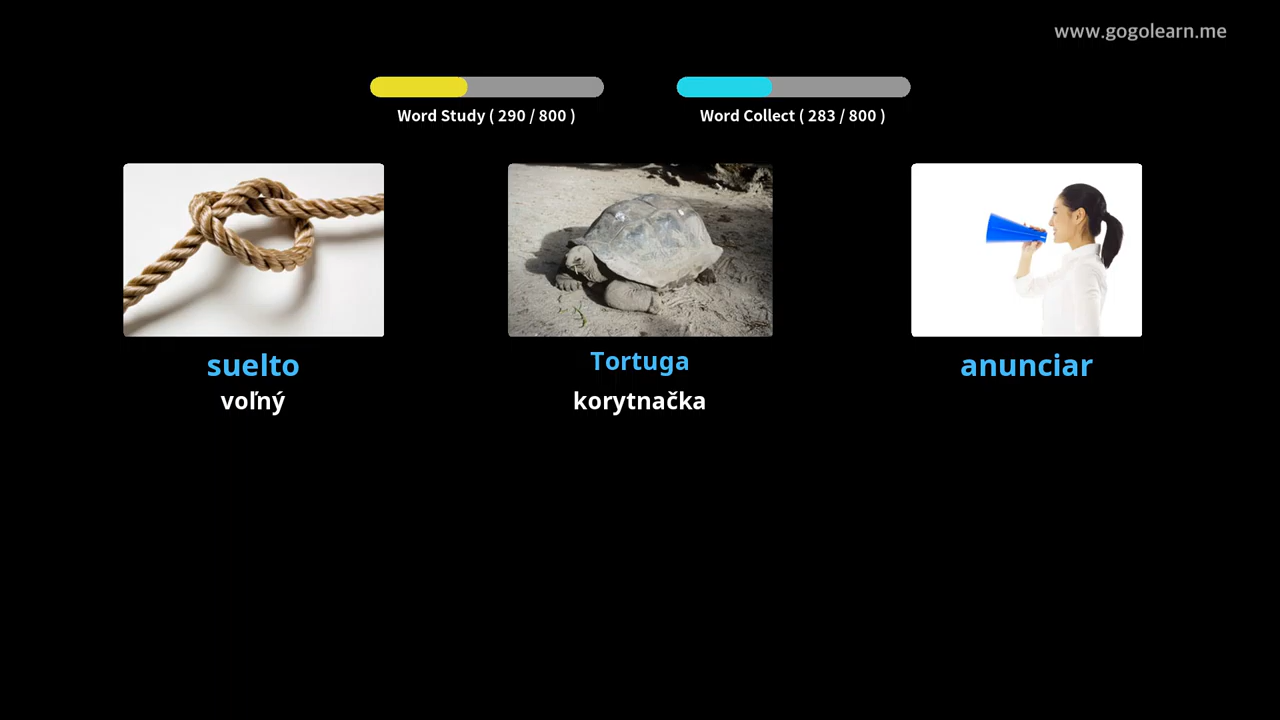 www.gogolearn.me
Word Study ( 290 / 800 )
Word Collect ( 283 / 800 )
suelto
voľný
Tortuga
korytnačka
anunciar